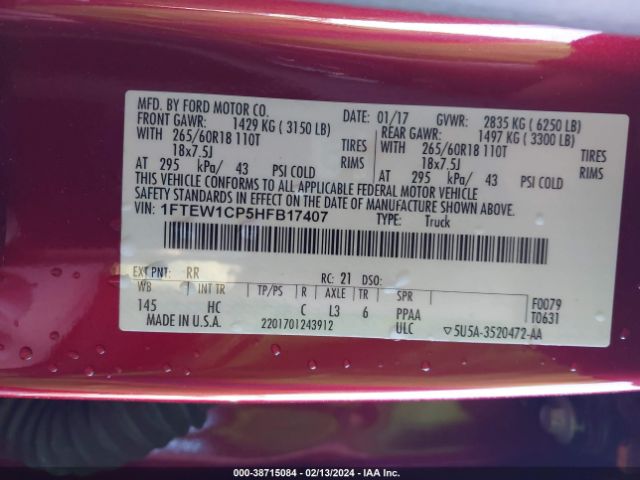 MFD. BY FORD MOTOR CO.
DATE: 01/17 GVWR: 2835 KG ( 6250 LB)
FRONT GAWR: 1429 KG ( 3150 LB) REAR GAWR: 1497 KG ( 3300 LB)
WITH 265/60R18 110T TIRES WITH 265/60R18 110T TIRES
18x7.5J RIMS 18x7.5J RIMS
AT 295 kPa/ 43 PSI COLD AT 295 kPa/ 43 PSI COLD
THIS VEHICLE CONFORMS TO ALL APPLICABLE FEDERAL MOTOR VEHICLE
SAFETY STANDARDS IN EFFECT ON THE DATE OF MANUFACTURE SHOWN ABOVE.
VIN: 1FTEW1CP5HFB17407 TYPE: Truck
EXT PNT: RR RC: 21 DSO:
WB INT TR TP/PS R AXLE TR SPR
145 HC C L3 6 PPAA F0079
T0631
MADE IN U.S.A. 2201701243912 ULC ▽5U5A-3520472-AA
000-38715084 - 02/13/2024 - IAA Inc.